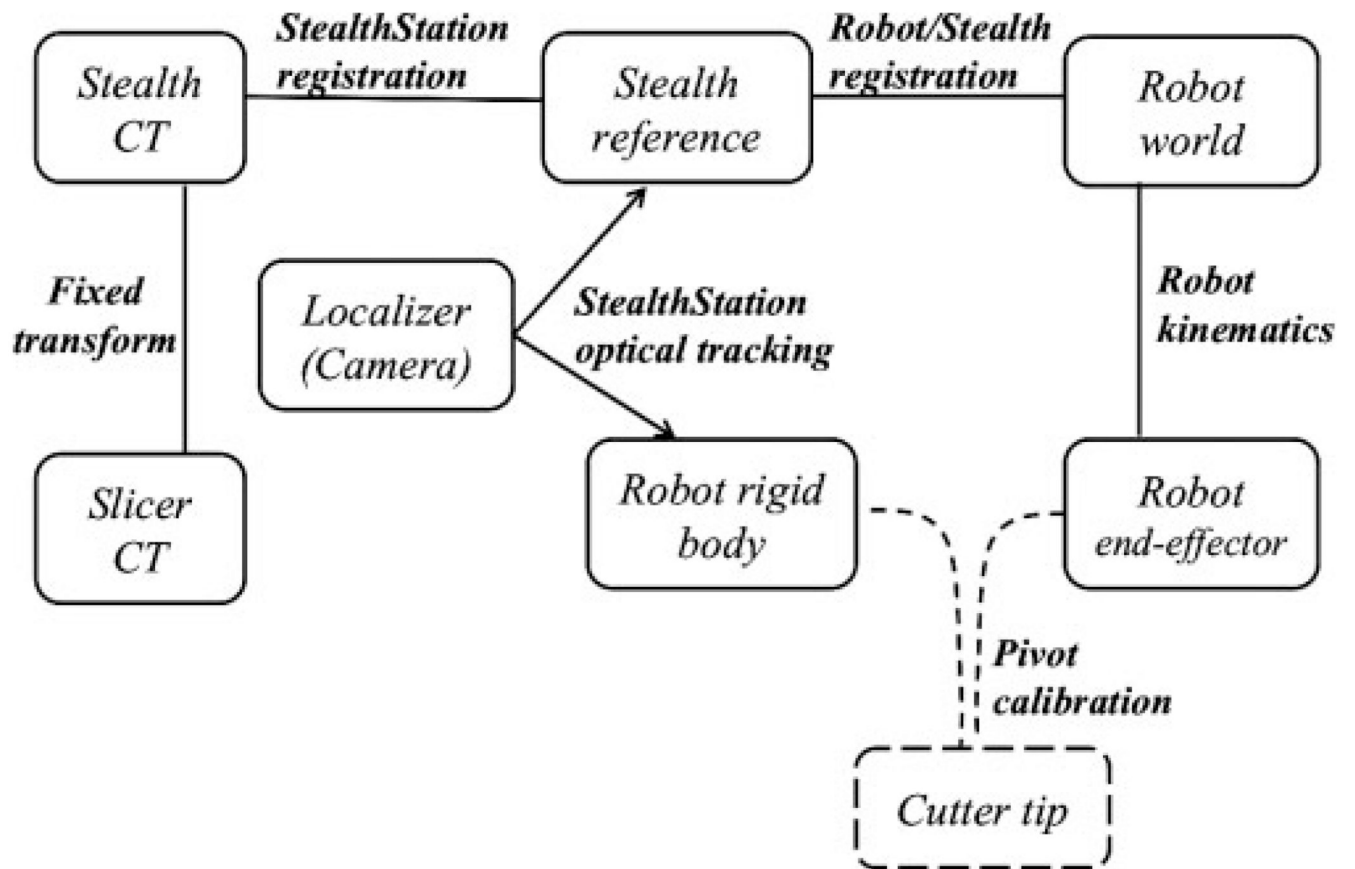 StealthStation
registration
Robot/Stealth
registration
Stealth
CT
Stealth
reference
Robot
world
Fixed
transform
Localizer
(Camera)
StealthStation
optical tracking
Robot
kinematics
Slicer
CT
Robot rigid
body
Robot
end-effector
Pivot
calibration
Cutter tip